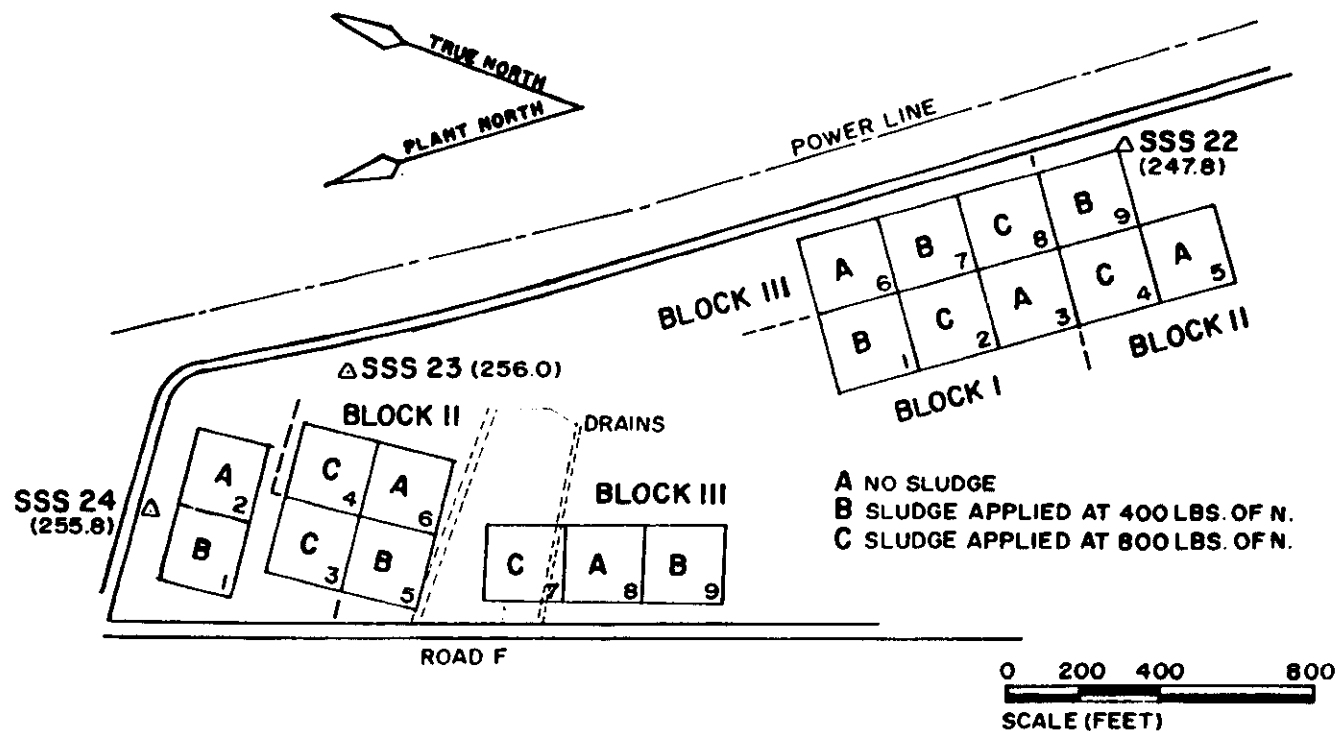 TRUE NORTH
PLANT NORTH
POWER LINE
SSS 22
(247.8)
A 6
B 7
C 8
B 9
BLOCK III
B 1
C 2
A 3
C 4
A 5
BLOCK I
BLOCK II
SSS 23 (256.0)
BLOCK II
DRAINS
SSS 24
(255.8)
A 2
B 1
C 4
A 6
C 3
B 5
BLOCK III
C 7
A 8
B 9
A NO SLUDGE
B SLUDGE APPLIED AT 400 LBS. OF N.
C SLUDGE APPLIED AT 800 LBS. OF N.
ROAD F
0 200 400 800
SCALE (FEET)